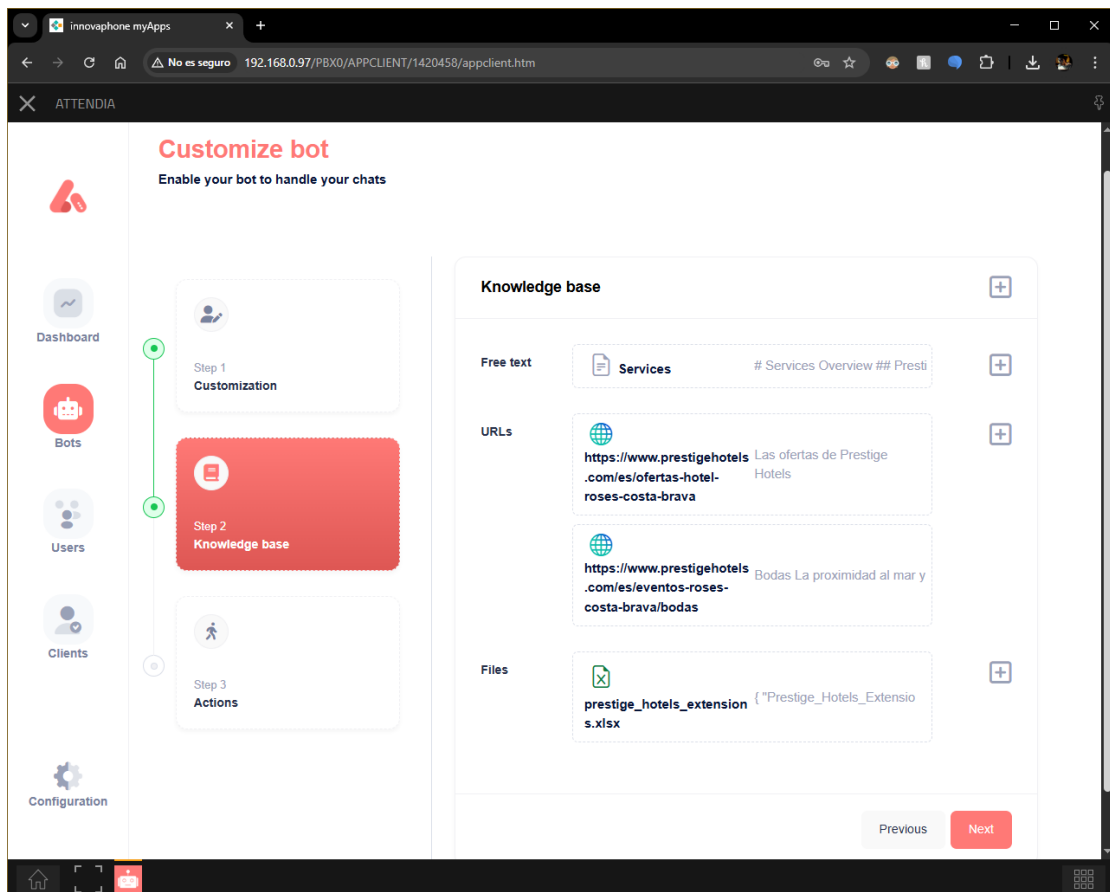 innovaphone myApps
No es seguro
192.168.0.97/PBX0/APPCLIENT/1420458/appclient.htm
ATTENDIA
Customize bot
Enable your bot to handle your chats
Dashboard
Bots
Users
Clients
Configuration
Step 1
Customization
Step 2
Knowledge base
Step 3
Actions
Knowledge base
Free text
Services
# Services Overview ## Presti
URLs
https://www.prestigehotels
.com/es/ofertas-hotel-
roses-costa-brava
Las ofertas de Prestige
Hotels
https://www.prestigehotels
.com/es/eventos-roses-
costa-brava/bodas
Bodas La proximidad al mar y
Files
prestige_hotels_extension
s.xlsx
{ "Prestige_Hotels_Extensio
Previous
Next